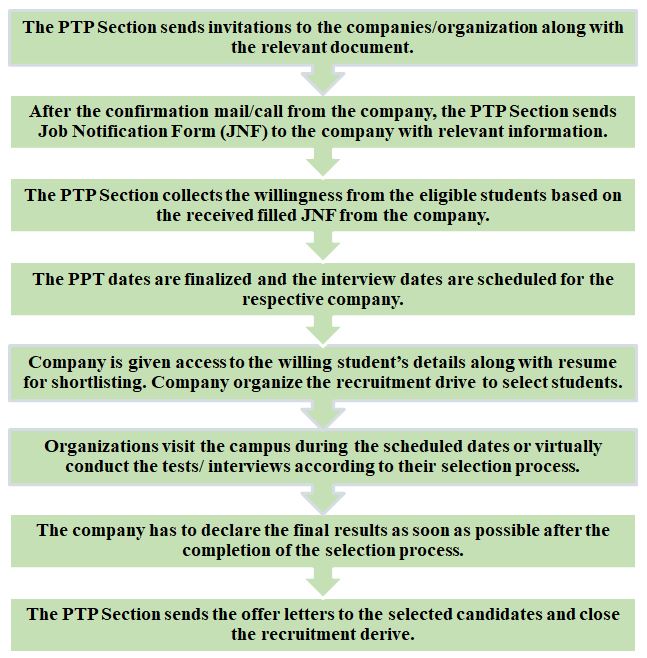 The PTP Section sends invitations to the companies/organization along with
the relevant document.
After the confirmation mail/call from the company, the PTP Section sends
Job Notification Form (JNF) to the company with relevant information.
The PTP Section collects the willingness from the eligible students based on
the received filled JNF from the company.
The PPT dates are finalized and the interview dates are scheduled for the
respective company.
Company is given access to the willing student’s details along with resume
for shortlisting. Company organize the recruitment drive to select students.
Organizations visit the campus during the scheduled dates or virtually
conduct the tests/ interviews according to their selection process.
The company has to declare the final results as soon as possible after the
completion of the selection process.
The PTP Section sends the offer letters to the selected candidates and close
the recruitment derive.